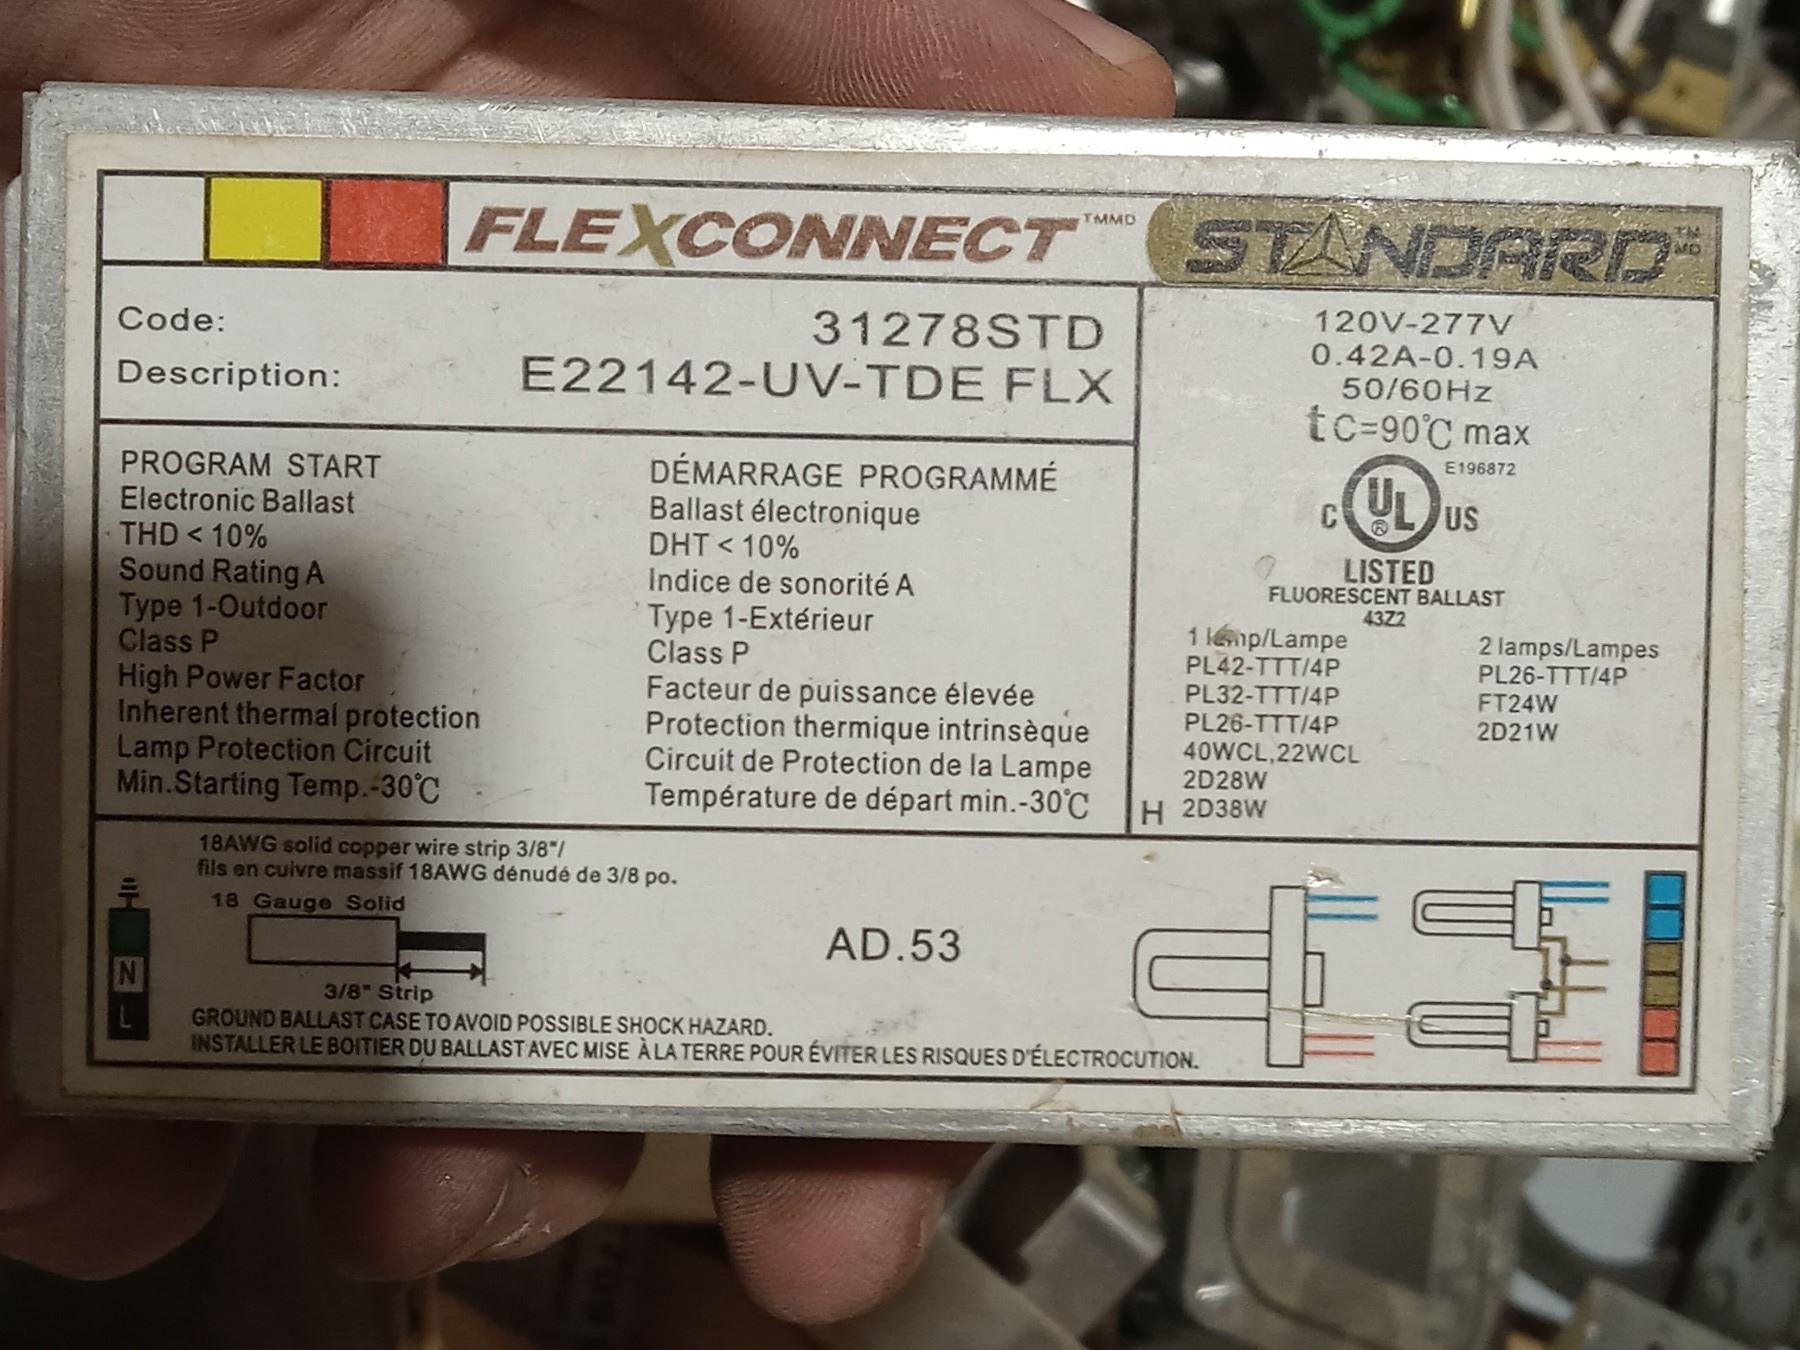 FLEXCONNECT™MD
STANDARD™MD
Code: 31278STD
Description: E22142-UV-TDE FLX
120V-277V
0.42A-0.19A
50/60Hz
tc=90℃ max
E196872
C UL® US
LISTED
FLUORESCENT BALLAST
43Z2
PROGRAM START
Electronic Ballast
THD < 10%
Sound Rating A
Type 1-Outdoor
Class P
High Power Factor
Inherent thermal protection
Lamp Protection Circuit
Min.Starting Temp.-30℃
DÉMARRAGE PROGRAMMÉ
Ballast électronique
DHT < 10%
Indice de sonorité A
Type 1-Extérieur
Class P
Facteur de puissance élevée
Protection thermique intrinsèque
Circuit de Protection de la Lampe
Température de départ min.-30℃
1 lamp/Lampe
PL42-TTT/4P
PL32-TTT/4P
PL26-TTT/4P
40WCL,22WCL
2D28W
H 2D38W
2 lamps/Lampes
PL26-TTT/4P
FT24W
2D21W
18AWG solid copper wire strip 3/8"/
fils en cuivre massif 18AWG dénudé de 3/8 po.
18 Gauge Solid
3/8" Strip
N
L
AD.53
GROUND BALLAST CASE TO AVOID POSSIBLE SHOCK HAZARD.
INSTALLER LE BOITIER DU BALLAST AVEC MISE À LA TERRE POUR ÉVITER LES RISQUES D'ÉLECTROCUTION.